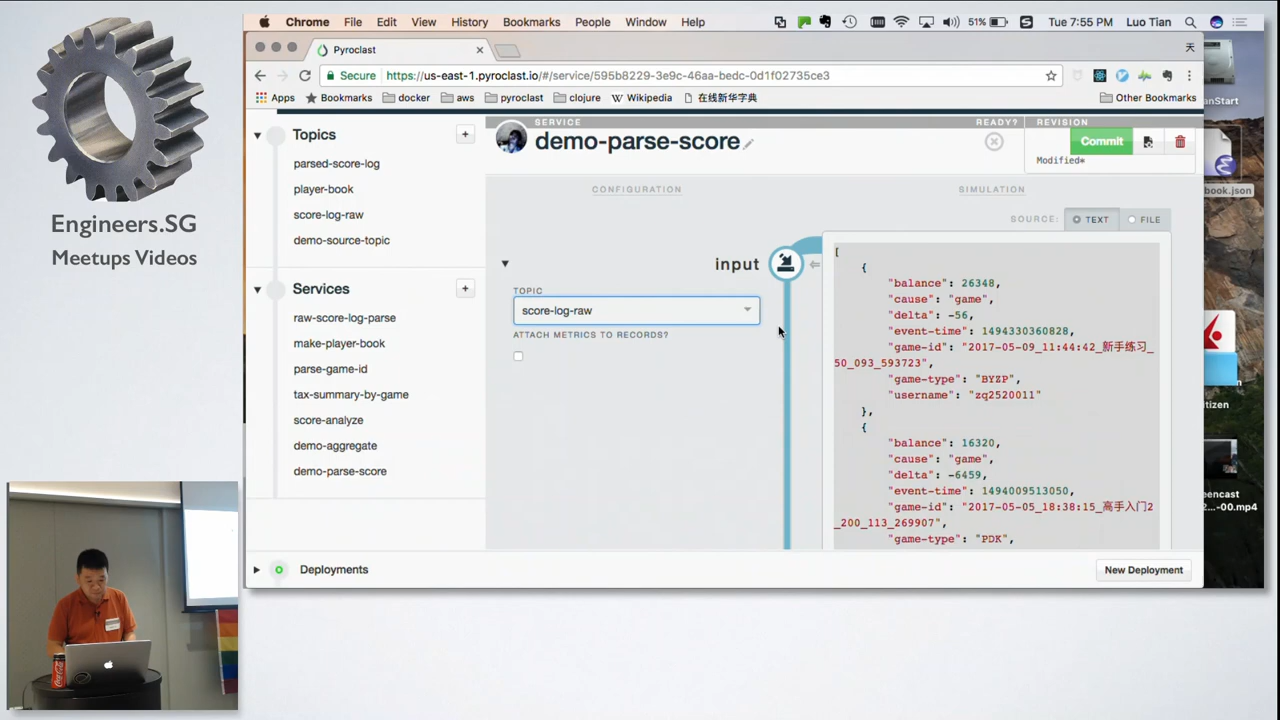 Engineers.SG
Meetups Videos
Chrome File Edit View History Bookmarks People Window Help
51% Tue 7:55 PM Luo Tian
Pyroclast
天
Secure https://us-east-1.pyroclast.io/#/service/595b8229-3e9c-46aa-bedc-0d1f02735ce3
Apps Bookmarks docker aws pyroclast clojure Wikipedia 在线新华字典 Other Bookmarks
Topics
parsed-score-log
player-book
score-log-raw
demo-source-topic
Services
raw-score-log-parse
make-player-book
parse-game-id
tax-summary-by-game
score-analyze
demo-aggregate
demo-parse-score
SERVICE
demo-parse-score
READY?
REVISION
Commit
Modified*
CONFIGURATION
SIMULATION
SOURCE: TEXT FILE
input
TOPIC
score-log-raw
ATTACH METRICS TO RECORDS?
[
{
"balance": 26348,
"cause": "game",
"delta": -56,
"event-time": 1494330360828,
"game-id": "2017-05-09_11:44:42_新手练习_
50_093_593723",
"game-type": "BYZP",
"username": "zq2520011"
},
{
"balance": 16320,
"cause": "game",
"delta": -6459,
"event-time": 1494009513050,
"game-id": "2017-05-05_18:38:15_高手入门2
_200_113_269907",
"game-type": "PDK",
Deployments
New Deployment
anStart
book.json
itizen
eencast
2...-00.mp4